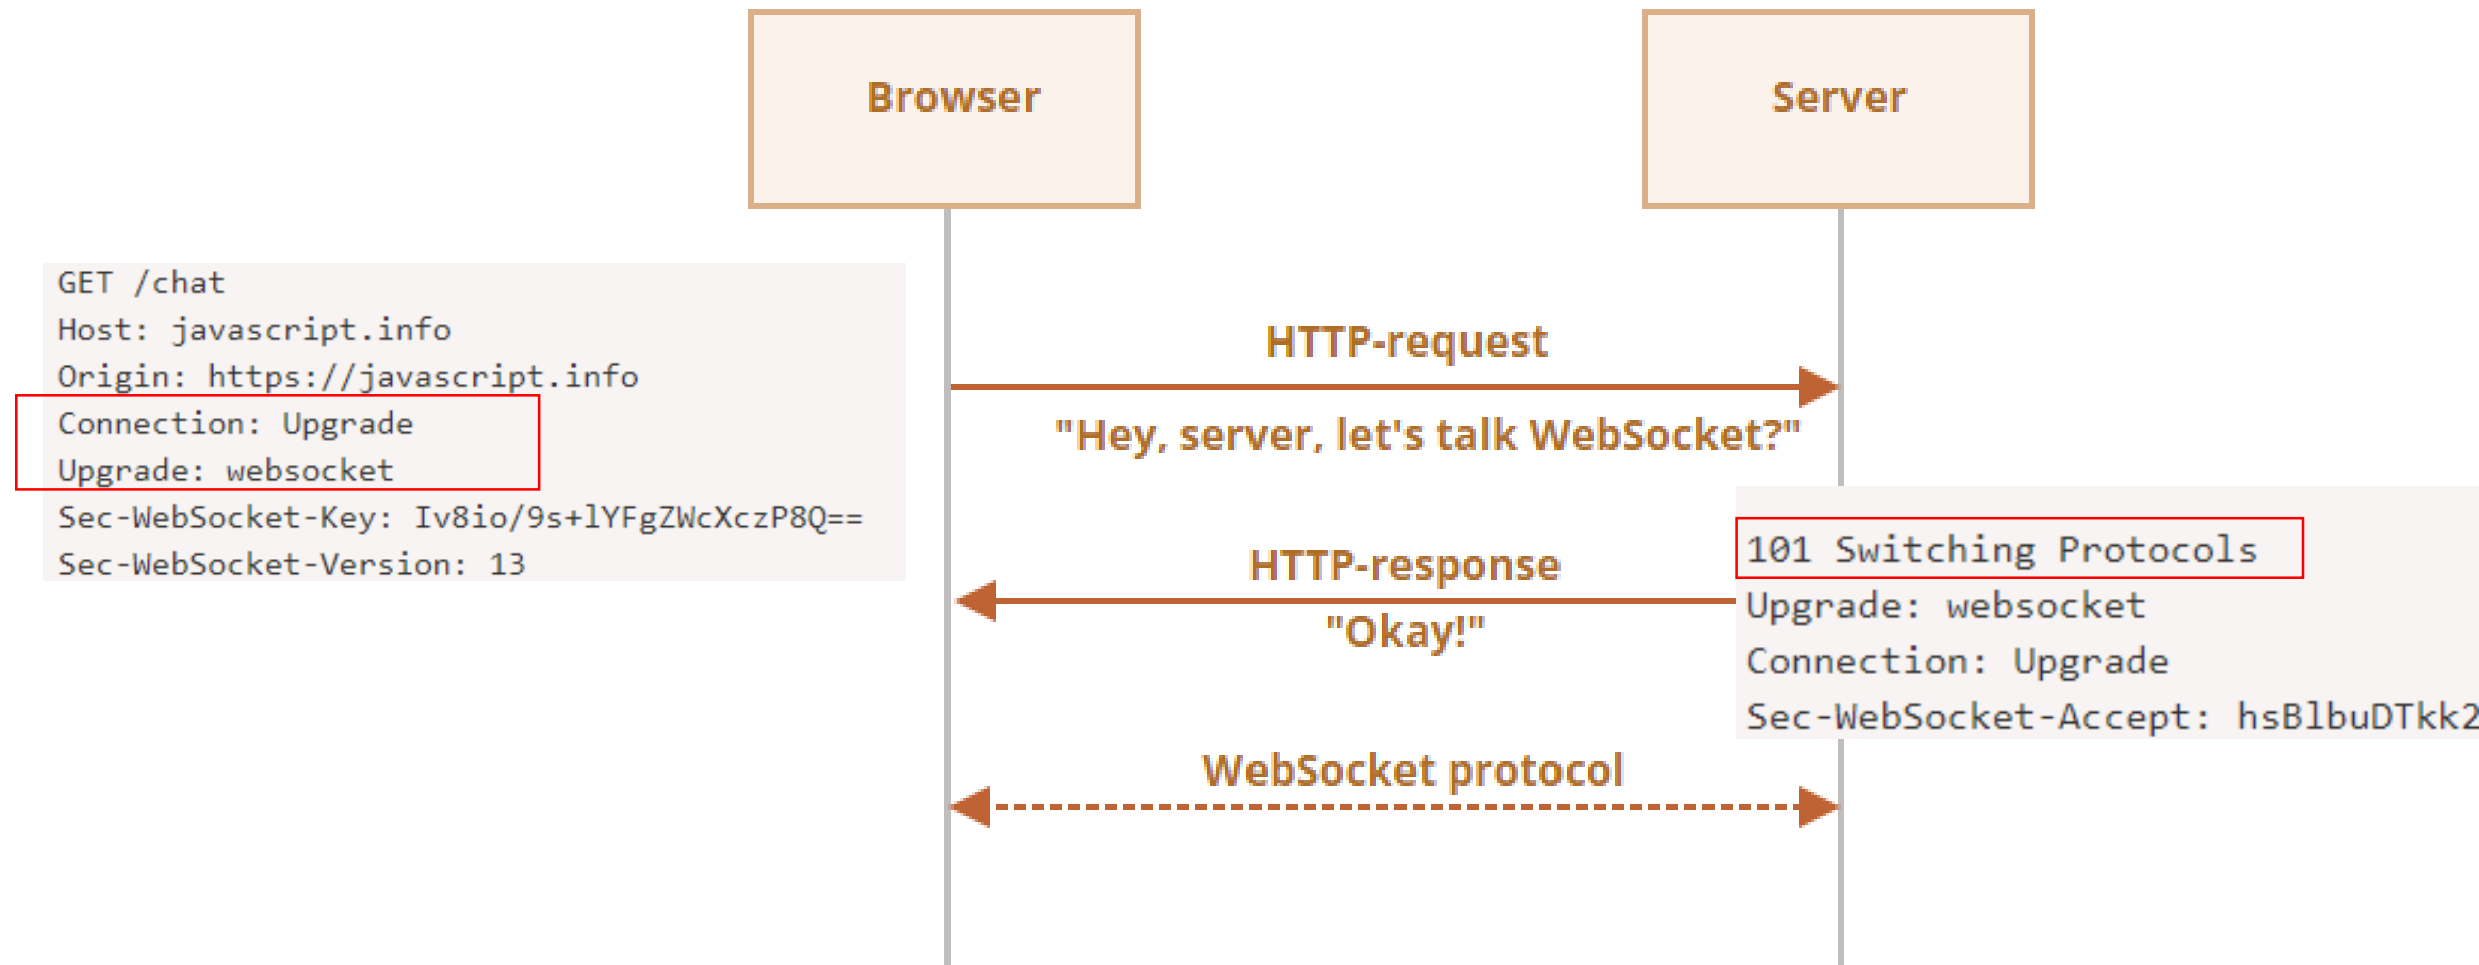 Browser
Server
GET /chat
Host: javascript.info
Origin: https://javascript.info
Connection: Upgrade
Upgrade: websocket
Sec-WebSocket-Key: Iv8io/9s+lYFgZWcXczP8Q==
Sec-WebSocket-Version: 13
HTTP-request
"Hey, server, let's talk WebSocket?"
HTTP-response
"Okay!"
101 Switching Protocols
Upgrade: websocket
Connection: Upgrade
Sec-WebSocket-Accept: hsBlbuDTkk2
WebSocket protocol